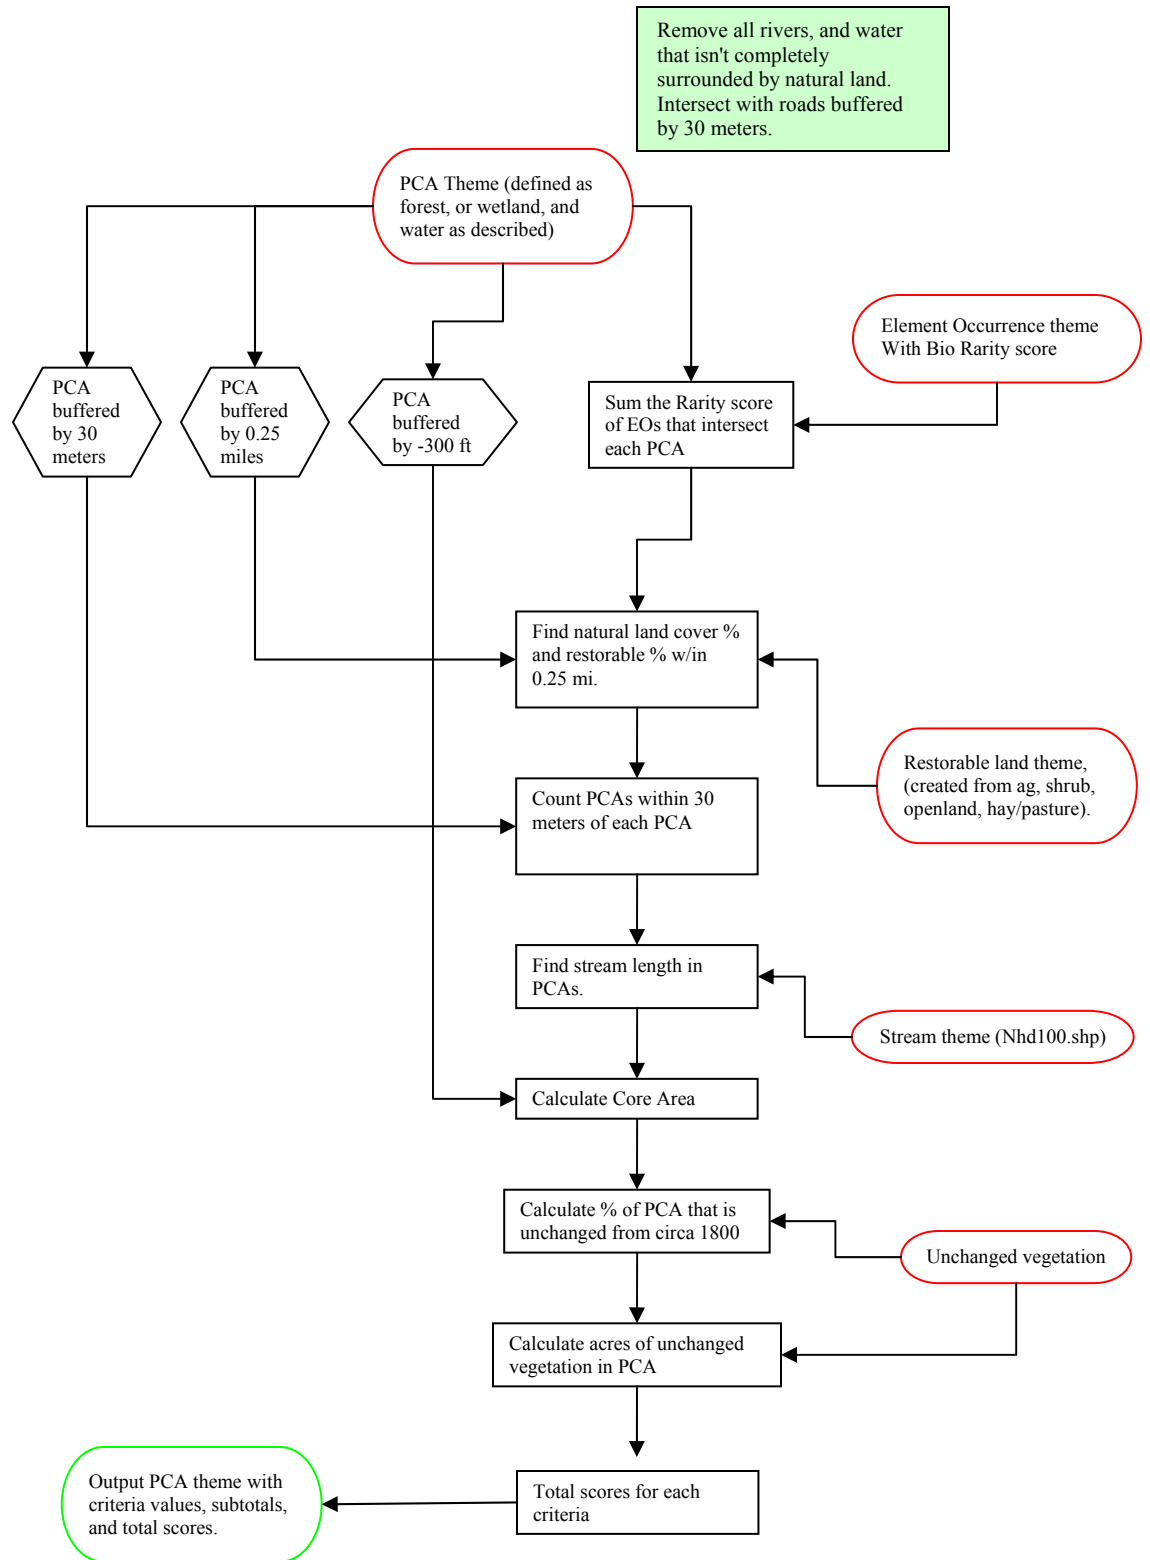 Remove all rivers, and water
that isn't completely
surrounded by natural land.
Intersect with roads buffered
by 30 meters.
PCA Theme (defined as
forest, or wetland, and
water as described)
Element Occurrence theme
With Bio Rarity score
PCA
buffered
by 30
meters
PCA
buffered
by 0.25
miles
PCA
buffered
by -300 ft
Sum the Rarity score
of EOs that intersect
each PCA
Find natural land cover %
and restorable % w/in
0.25 mi.
Restorable land theme,
(created from ag, shrub,
openland, hay/pasture).
Count PCAs within 30
meters of each PCA
Find stream length in
PCAs.
Stream theme (Nhd100.shp)
Calculate Core Area
Calculate % of PCA that is
unchanged from circa 1800
Unchanged vegetation
Calculate acres of unchanged
vegetation in PCA
Output PCA theme with
criteria values, subtotals,
and total scores.
Total scores for each
criteria